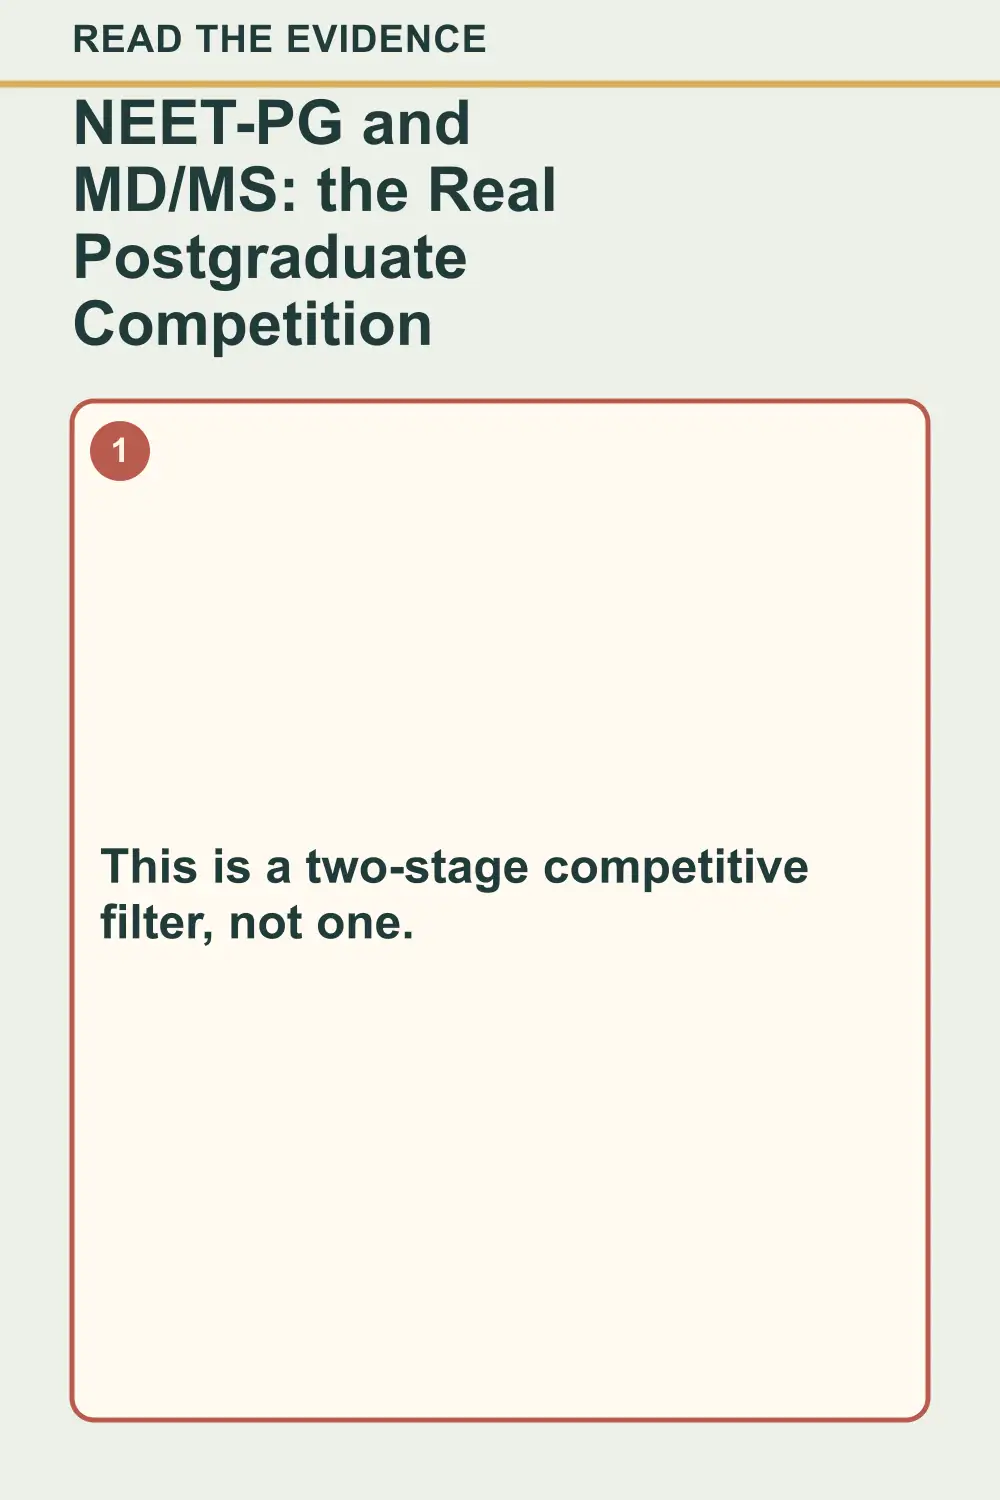 READ THE EVIDENCE
NEET-PG and
MD/MS: the Real
Postgraduate
Competition
1
This is a two-stage competitive
filter, not one.